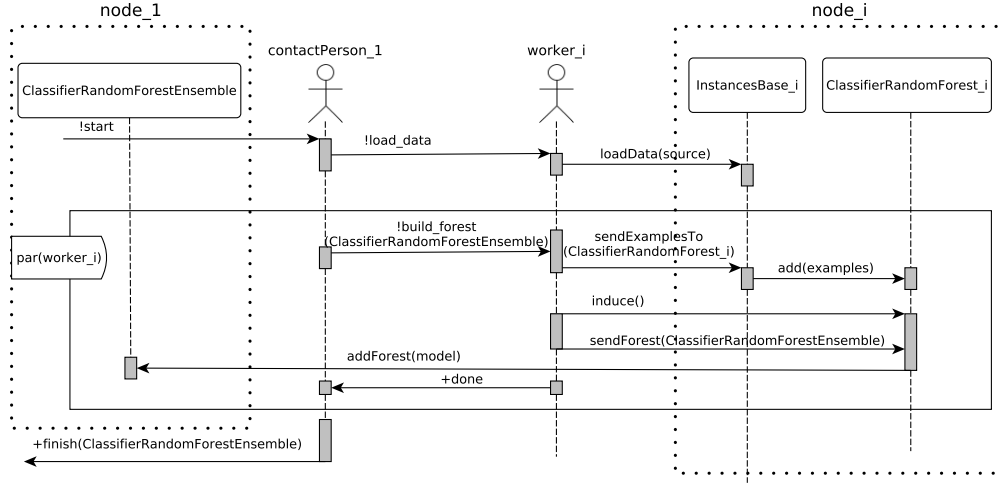 node_1
node_i
contactPerson_1
worker_i
ClassifierRandomForestEnsemble
InstancesBase_i
ClassifierRandomForest_i
!start
!load_data
loadData(source)
!build_forest
(ClassifierRandomForestEnsemble)
sendExamplesTo
(ClassifierRandomForest_i)
par(worker_i)
add(examples)
induce()
sendForest(ClassifierRandomForestEnsemble)
addForest(model)
+done
+finish(ClassifierRandomForestEnsemble)